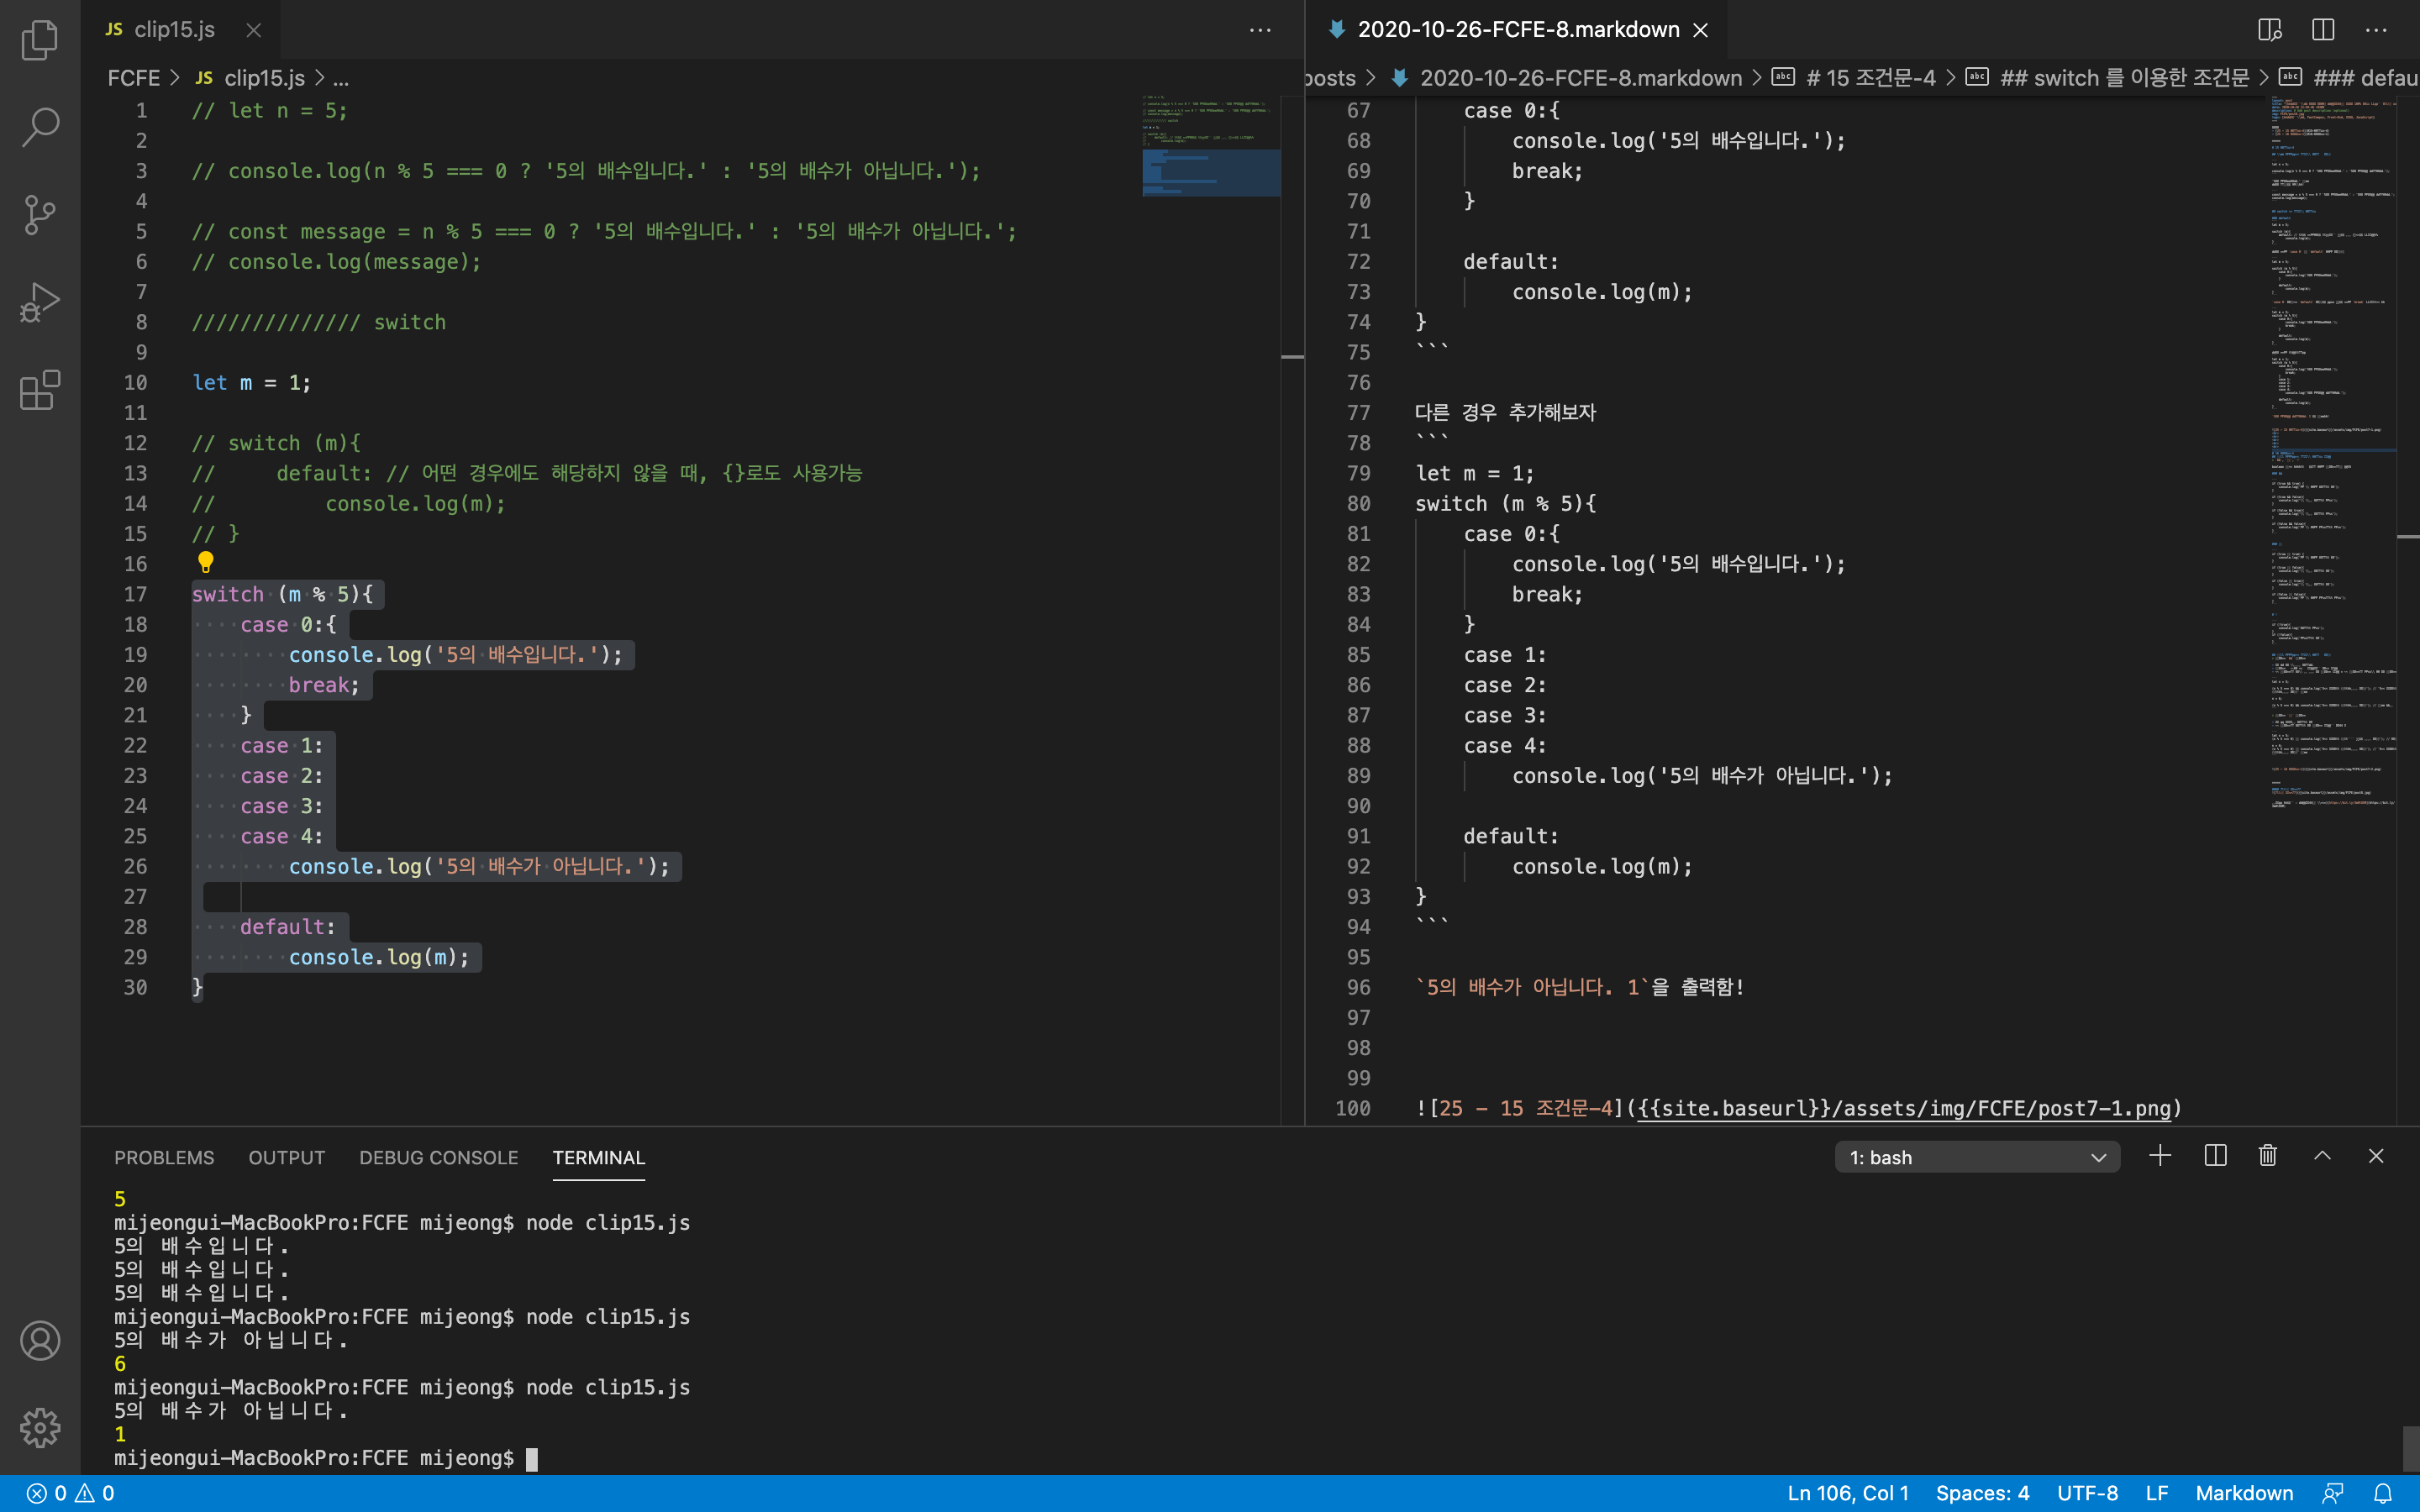 JS clip15.js
FCFE > JS clip15.js > ...
1 // let n = 5;
2
3 // console.log(n % 5 === 0 ? '5의 배수입니다.' : '5의 배수가 아닙니다.');
4
5 // const message = n % 5 === 0 ? '5의 배수입니다.' : '5의 배수가 아닙니다.';
6 // console.log(message);
7
8 ////////////// switch
9
10 let m = 1;
11
12 // switch (m){
13 //     default: // 어떤 경우에도 해당하지 않을 때, {}로도 사용가능
14 //         console.log(m);
15 // }
16
17 switch (m % 5){
18     case 0:{
19         console.log('5의 배수입니다.');
20         break;
21     }
22     case 1:
23     case 2:
24     case 3:
25     case 4:
26         console.log('5의 배수가 아닙니다.');
27
28     default:
29         console.log(m);
30 }
2020-10-26-FCFE-8.markdown
posts > 2020-10-26-FCFE-8.markdown > abc # 15 조건문-4 > abc ## switch 를 이용한 조건문 > abc ### defau
67     case 0:{
68         console.log('5의 배수입니다.');
69         break;
70     }
71
72     default:
73         console.log(m);
74 }
75 ```
76
77 다른 경우 추가해보자
78 ```
79 let m = 1;
80 switch (m % 5){
81     case 0:{
82         console.log('5의 배수입니다.');
83         break;
84     }
85     case 1:
86     case 2:
87     case 3:
88     case 4:
89         console.log('5의 배수가 아닙니다.');
90
91     default:
92         console.log(m);
93 }
94 ```
95
96 `5의 배수가 아닙니다. 1`을 출력함!
97
98
99
100 ![25 - 15 조건문-4]({{site.baseurl}}/assets/img/FCFE/post7-1.png)
PROBLEMS OUTPUT DEBUG CONSOLE TERMINAL 1: bash
5
mijeongui-MacBookPro:FCFE mijeong$ node clip15.js
5의 배수입니다.
5의 배수입니다.
5의 배수입니다.
mijeongui-MacBookPro:FCFE mijeong$ node clip15.js
5의 배수가 아닙니다.
6
mijeongui-MacBookPro:FCFE mijeong$ node clip15.js
5의 배수가 아닙니다.
1
mijeongui-MacBookPro:FCFE mijeong$
0 0 Ln 106, Col 1 Spaces: 4 UTF-8 LF Markdown